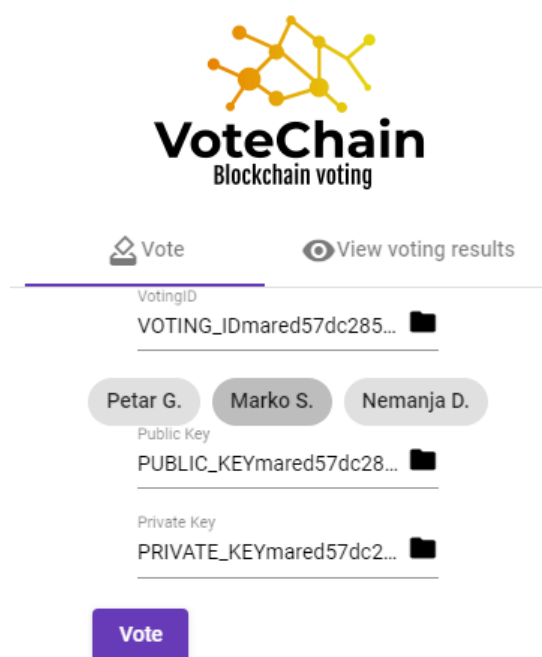 VoteChain
Blockchain voting
Vote View voting results
VotingID
VOTING_IDmared57dc285...
Petar G. Marko S. Nemanja D.
Public Key
PUBLIC_KEYmared57dc28...
Private Key
PRIVATE_KEYmared57dc2...
Vote